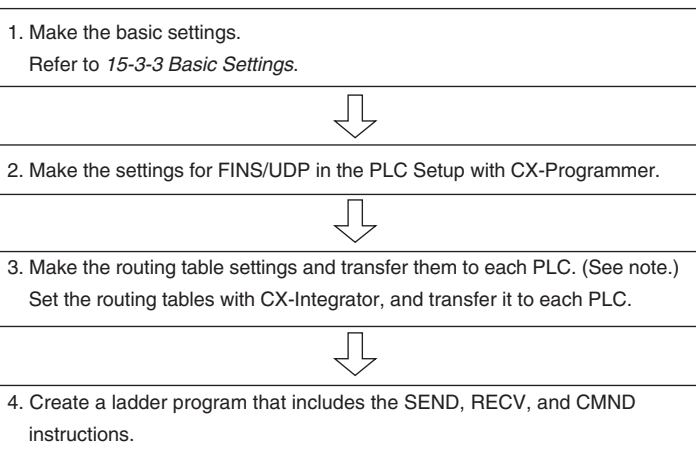 1. Make the basic settings.
Refer to 15-3-3 Basic Settings.
2. Make the settings for FINS/UDP in the PLC Setup with CX-Programmer.
3. Make the routing table settings and transfer them to each PLC. (See note.)
Set the routing tables with CX-Integrator, and transfer it to each PLC.
4. Create a ladder program that includes the SEND, RECV, and CMND
instructions.